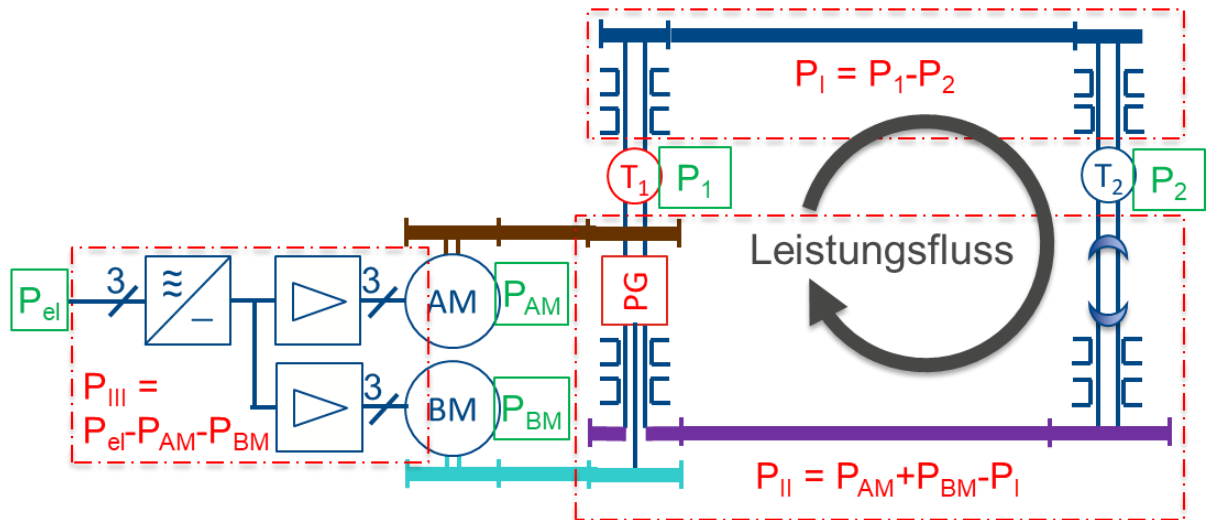 P_I = P_1-P_2
T_1
P_1
T_2
P_2
Leistungsfluss
P_el
3
≋
–
3
AM
P_AM
PG
3
BM
P_BM
P_III =
P_el-P_AM-P_BM
P_II = P_AM+P_BM-P_I